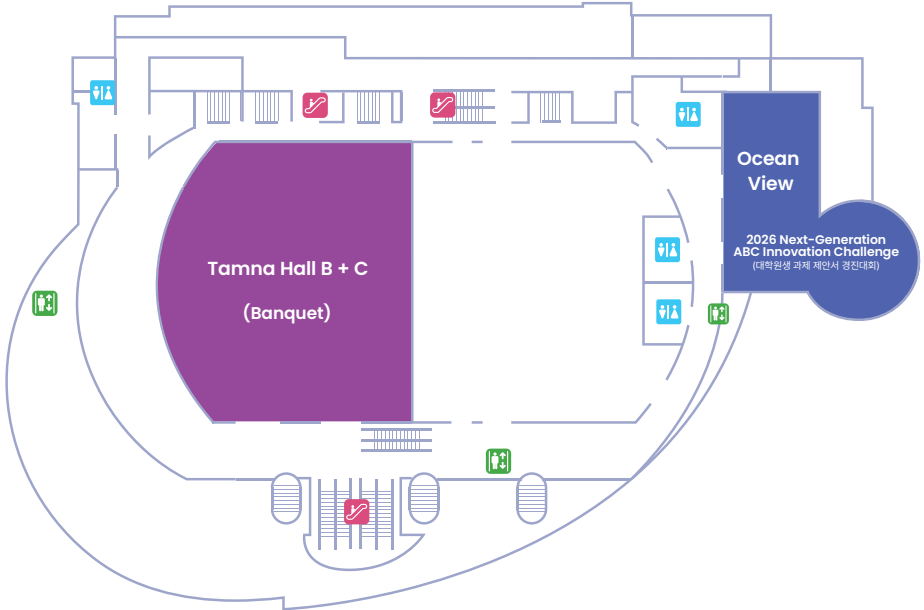 Tamna Hall B + C
(Banquet)
Ocean
View
2026 Next-Generation
ABC Innovation Challenge
(대학원생 과제 제안서 경진대회)